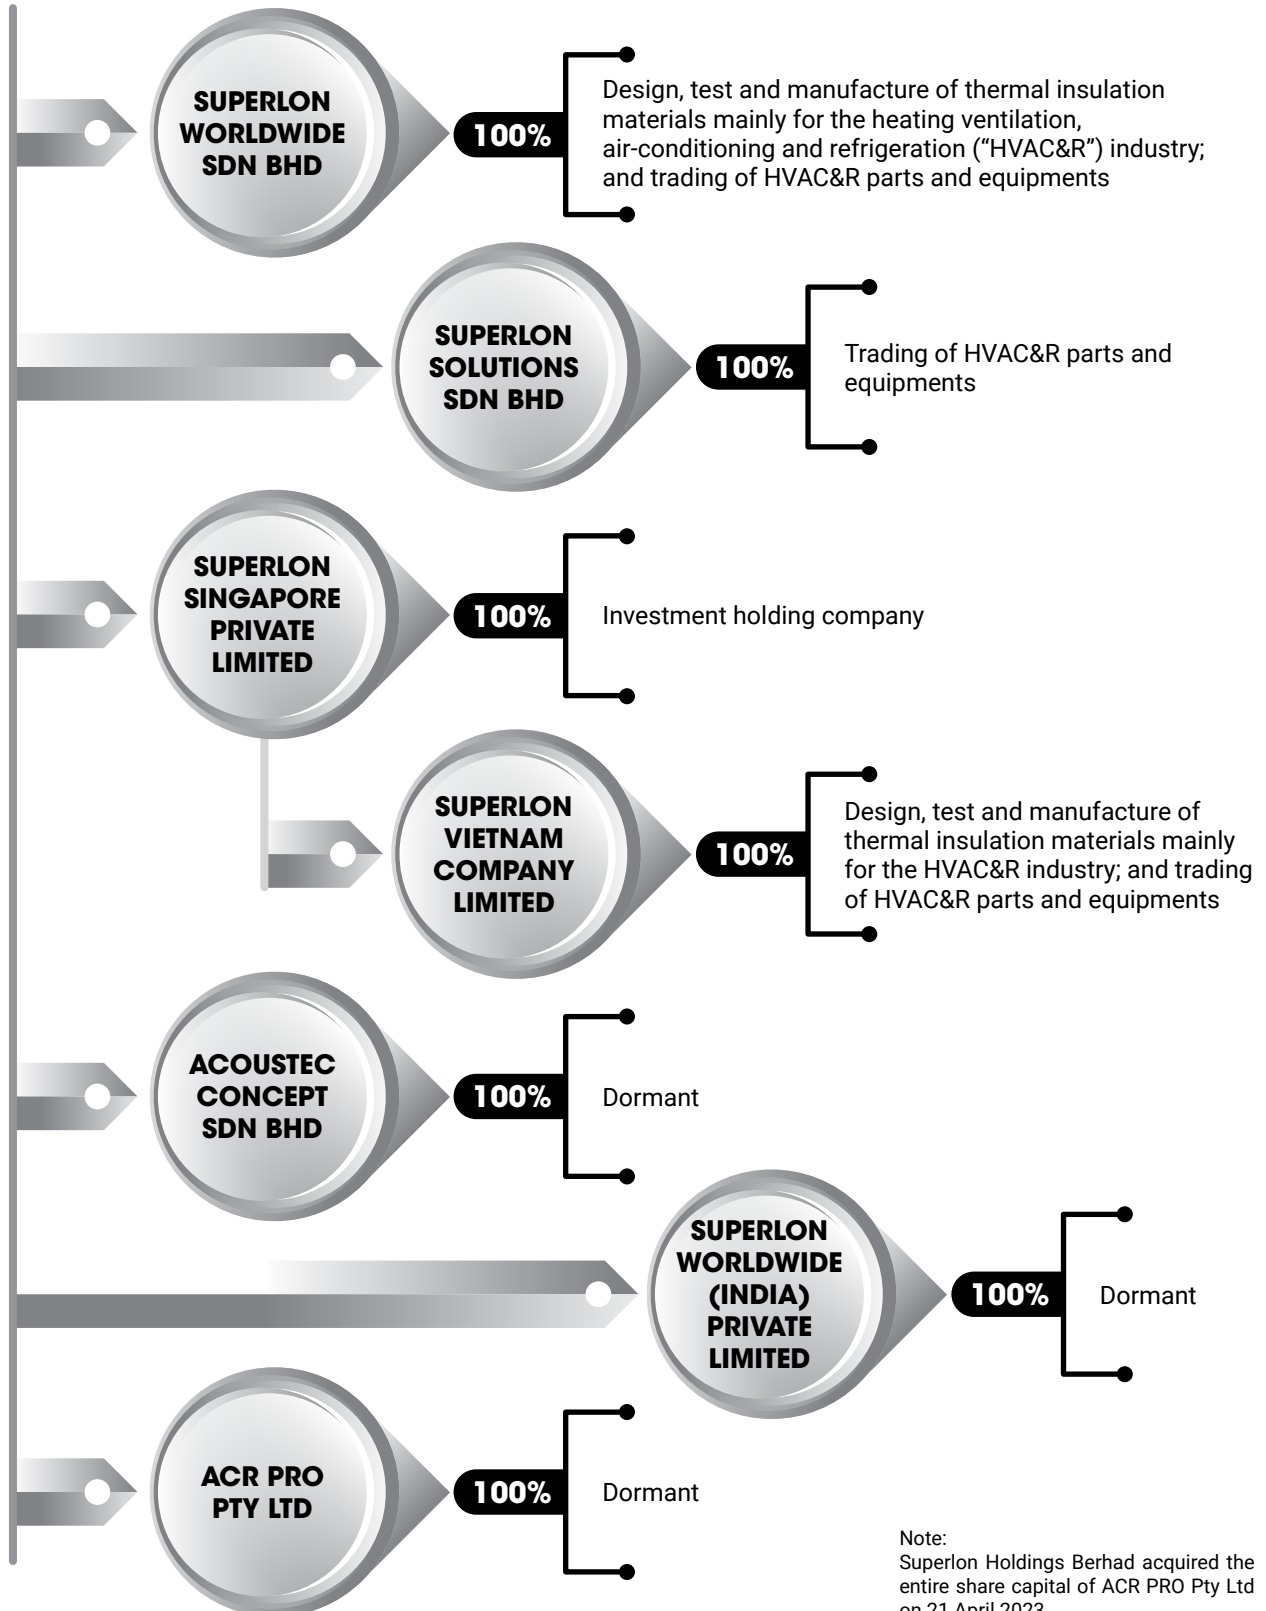 SUPERLON
WORLDWIDE
SDN BHD
100%
Design, test and manufacture of thermal insulation
materials mainly for the heating ventilation,
air-conditioning and refrigeration (“HVAC&R”) industry;
and trading of HVAC&R parts and equipments
SUPERLON
SOLUTIONS
SDN BHD
100%
Trading of HVAC&R parts and
equipments
SUPERLON
SINGAPORE
PRIVATE
LIMITED
100%
Investment holding company
SUPERLON
VIETNAM
COMPANY
LIMITED
100%
Design, test and manufacture of
thermal insulation materials mainly
for the HVAC&R industry; and trading
of HVAC&R parts and equipments
ACOUSTEC
CONCEPT
SDN BHD
100%
Dormant
SUPERLON
WORLDWIDE
(INDIA)
PRIVATE
LIMITED
100%
Dormant
ACR PRO
PTY LTD
100%
Dormant
Note:
Superlon Holdings Berhad acquired the
entire share capital of ACR PRO Pty Ltd
on 21 April 2023